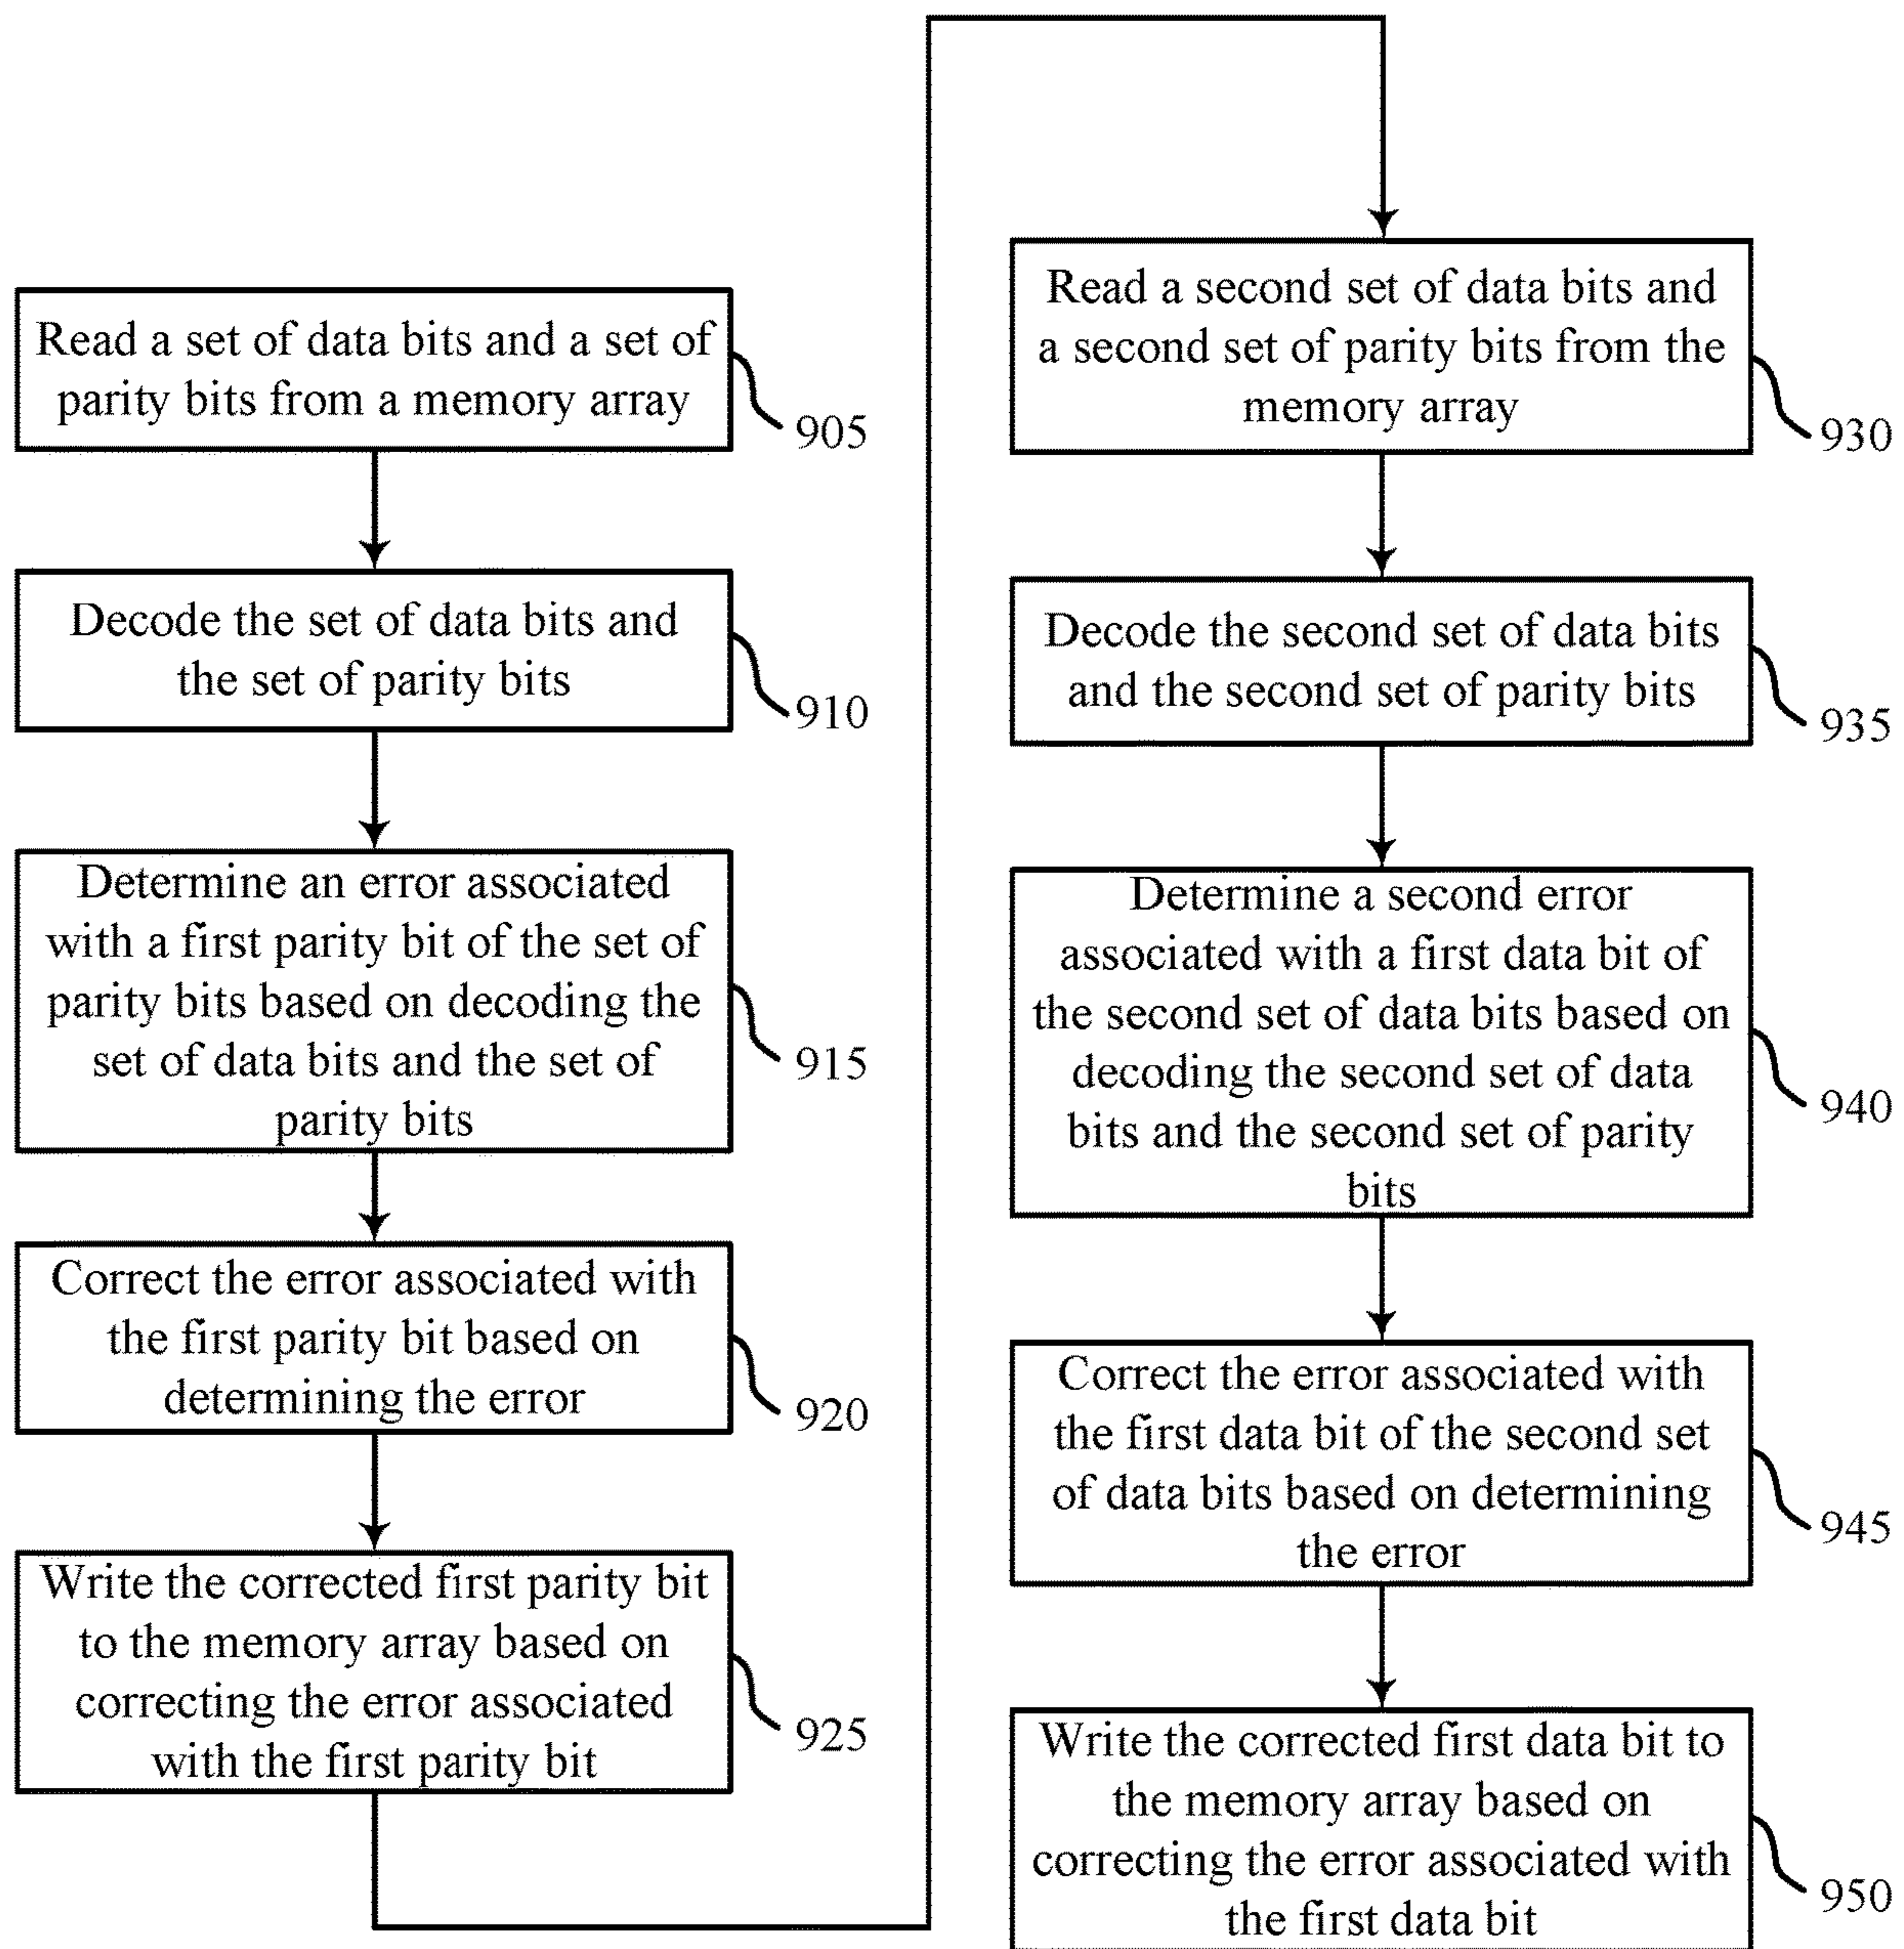 Read a set of data bits and a set of
parity bits from a memory array
905
Decode the set of data bits and
the set of parity bits
910
Determine an error associated
with a first parity bit of the set of
parity bits based on decoding the
set of data bits and the set of
parity bits
915
Correct the error associated with
the first parity bit based on
determining the error
920
Write the corrected first parity bit
to the memory array based on
correcting the error associated
with the first parity bit
925
Read a second set of data bits and
a second set of parity bits from the
memory array
930
Decode the second set of data bits
and the second set of parity bits
935
Determine a second error
associated with a first data bit of
the second set of data bits based on
decoding the second set of data
bits and the second set of parity
bits
940
Correct the error associated with
the first data bit of the second set
of data bits based on determining
the error
945
Write the corrected first data bit to
the memory array based on
correcting the error associated with
the first data bit
950